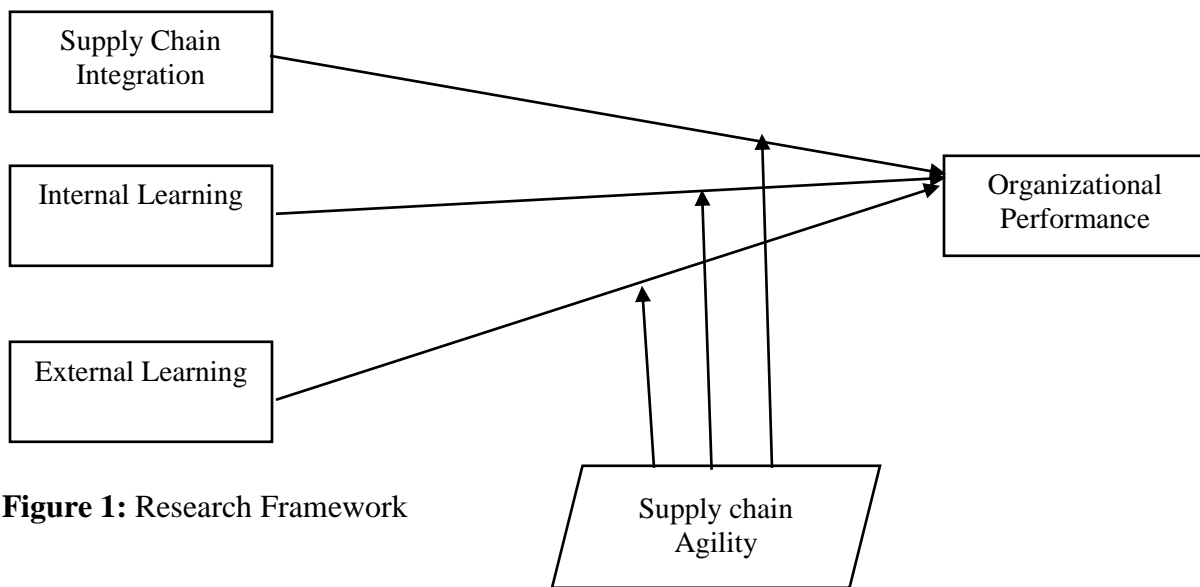 Supply Chain
Integration
Internal Learning
Organizational
Performance
External Learning
Figure 1: Research Framework
Supply chain
Agility